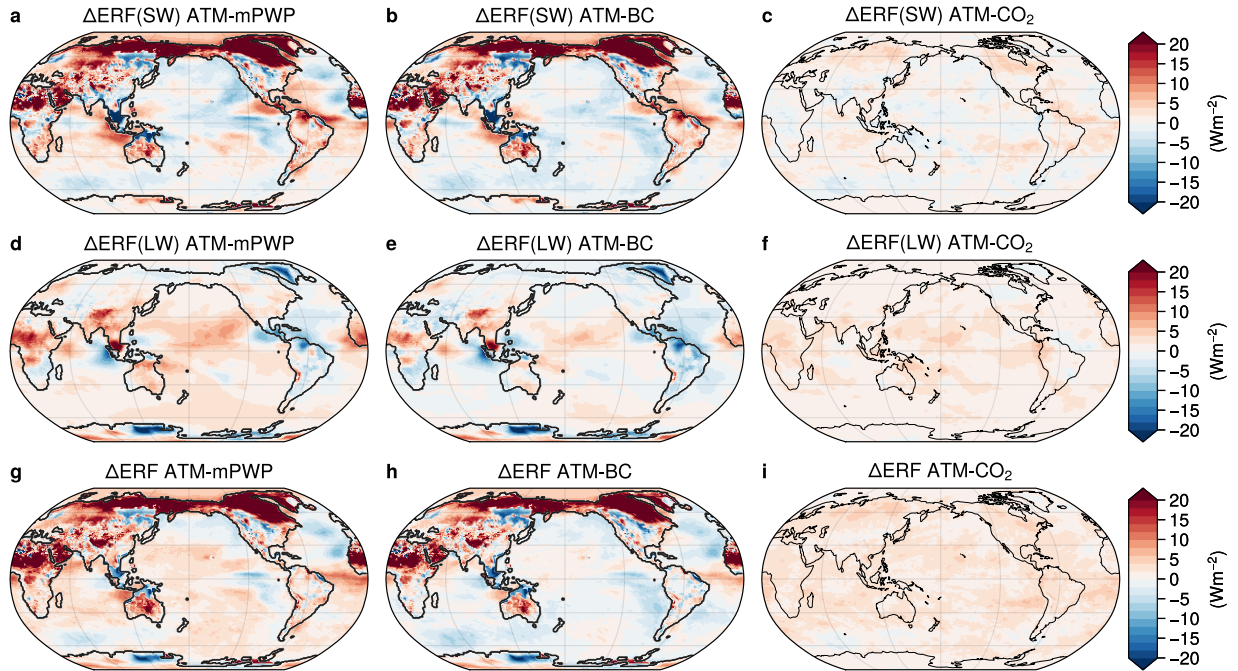 a ΔERF(SW) ATM-mPWP
b ΔERF(SW) ATM-BC
c ΔERF(SW) ATM-CO₂
20
15
10
5
0
−5
−10
−15
−20
(Wm⁻²)
d ΔERF(LW) ATM-mPWP
e ΔERF(LW) ATM-BC
f ΔERF(LW) ATM-CO₂
20
15
10
5
0
−5
−10
−15
−20
(Wm⁻²)
g ΔERF ATM-mPWP
h ΔERF ATM-BC
i ΔERF ATM-CO₂
20
15
10
5
0
−5
−10
−15
−20
(Wm⁻²)